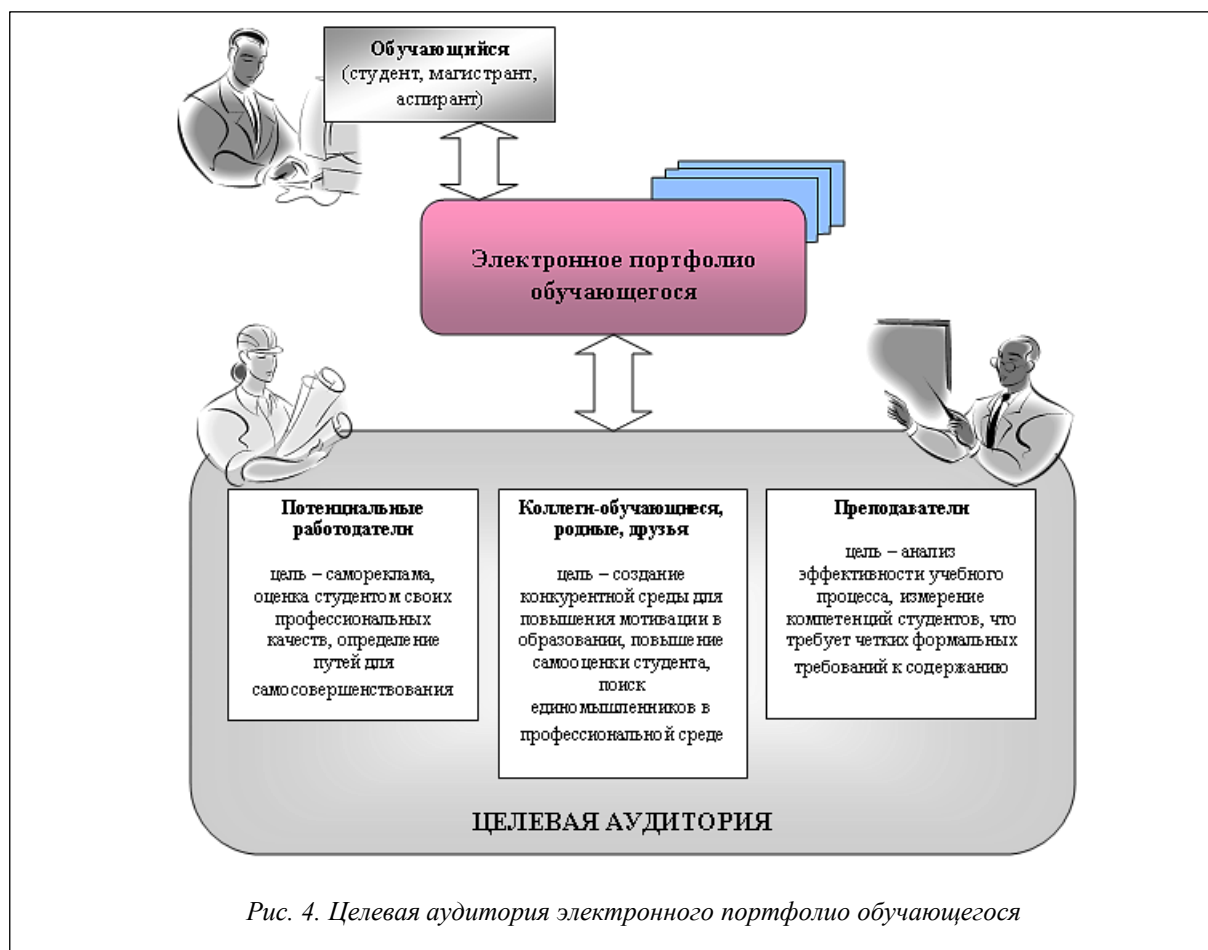 Обучающийся
(студент, магистрант,
аспирант)
Электронное портфолио
обучающегося
Потенциальные
работодатели
цель – самореклама,
оценка студентом своих
профессиональных
качеств, определение
путей для
самосовершенствования
Коллеги-обучающиеся,
родные, друзья
цель – создание
конкурентной среды для
повышения мотивации в
образовании, повышение
самооценки студента,
поиск
единомышленников в
профессиональной среде
Преподаватели
цель – анализ
эффективности учебного
процесса, измерение
компетенций студентов, что
требует четких формальных
требований к содержанию
ЦЕЛЕВАЯ АУДИТОРИЯ
Рис. 4. Целевая аудитория электронного портфолио обучающегося